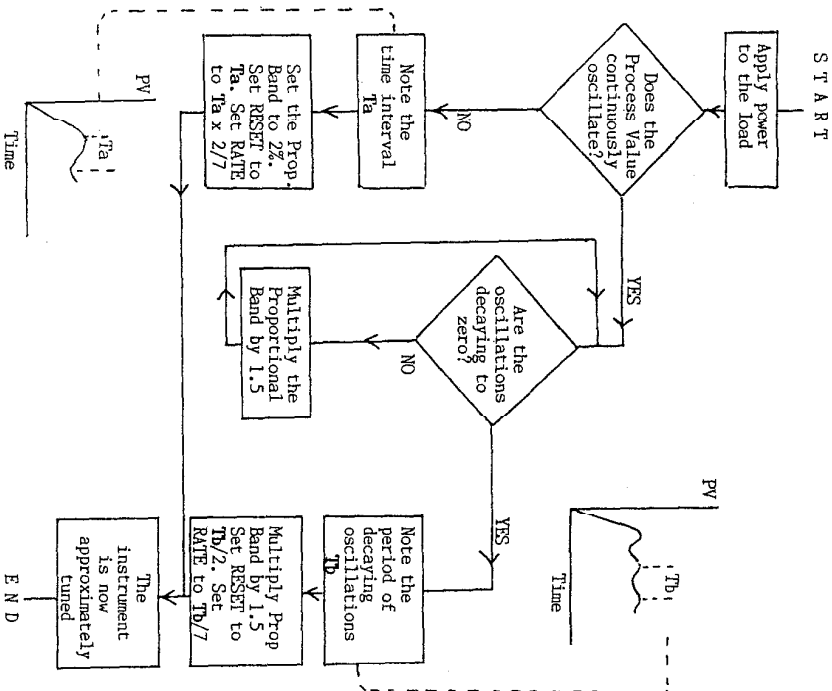 START
Apply power
to the load
Does the
Process Value
continuously
oscillate?
NO
YES
Note the
time interval
Ta
Set the Prop.
Band to 2%.
Set RESET to
Ta. Set RATE
to Ta x 2/7
PV
Ta
Time
Are the
oscillations
decaying to
zero?
NO
YES
Multiply the
Proportional
Band by 1.5
PV
Tb
Time
Note the
period of
decaying
oscillations
Tb
Multiply Prop
Band by 1.5
Set RESET to
Tb/2. Set
RATE to Tb/7
The
instrument
is now
approximately
tuned
END